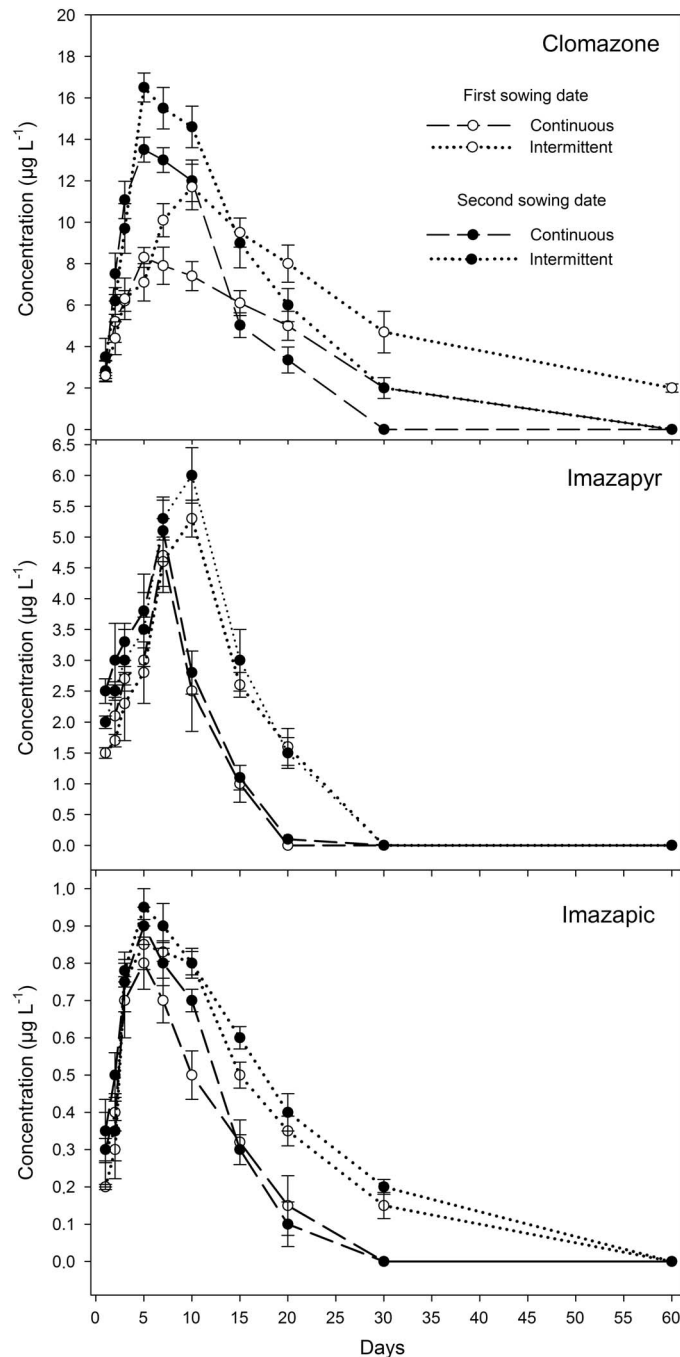 Clomazone
First sowing date
Continuous
Intermittent
Second sowing date
Continuous
Intermittent
Concentration (µg L⁻¹)
20
18
16
14
12
10
8
6
4
2
0
Imazapyr
Concentration (µg L⁻¹)
6.5
6.0
5.5
5.0
4.5
4.0
3.5
3.0
2.5
2.0
1.5
1.0
0.5
0.0
Imazapic
Concentration (µg L⁻¹)
1.0
0.9
0.8
0.7
0.6
0.5
0.4
0.3
0.2
0.1
0.0
0 5 10 15 20 25 30 35 40 45 50 55 60
Days